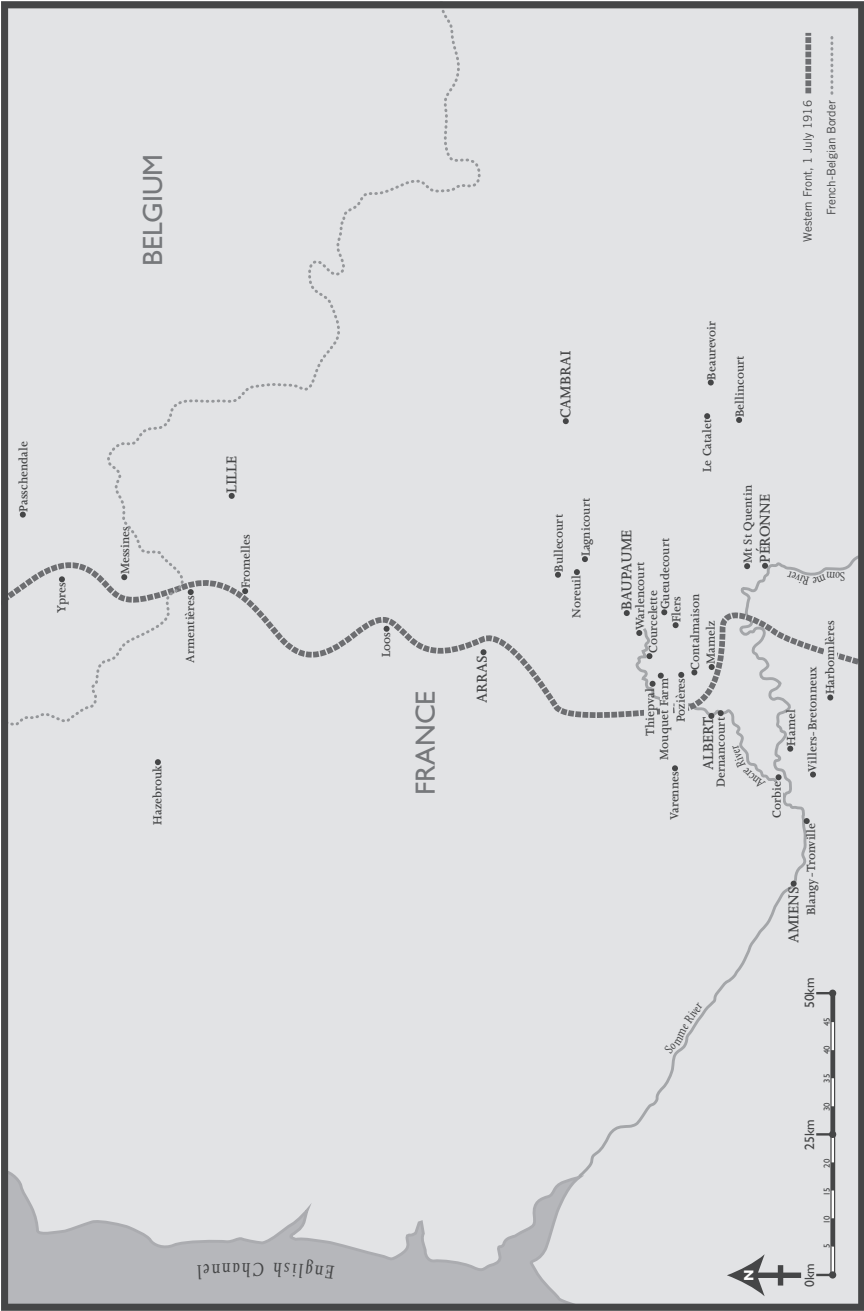 Passchendale
Ypres
Messines
BELGIUM
Hazebrouk
Armentières
LILLE
Fromelles
Loos
English Channel
FRANCE
ARRAS
CAMBRAI
Bullecourt
Noreuil
Lagnicourt
BAUPAUME
Warlencourt
Courcelette
Thiepval
Gueudecourt
Mouquet Farm
Flers
Varennes
Pozières
Contalmaison
Le Catalet
Beaurevoir
ALBERT
Mamelz
Dernancourt
Bellincourt
Ancre River
Mt St Quentin
PÉRONNE
Corbie
Hamel
Somme River
Somme River
AMIENS
Blangy-Tronville
Villers-Bretonneux
Harbonnières
N
0km 5 10 15 20 25km 30 35 40 45 50km
Western Front, 1 July 1916
French-Belgian Border